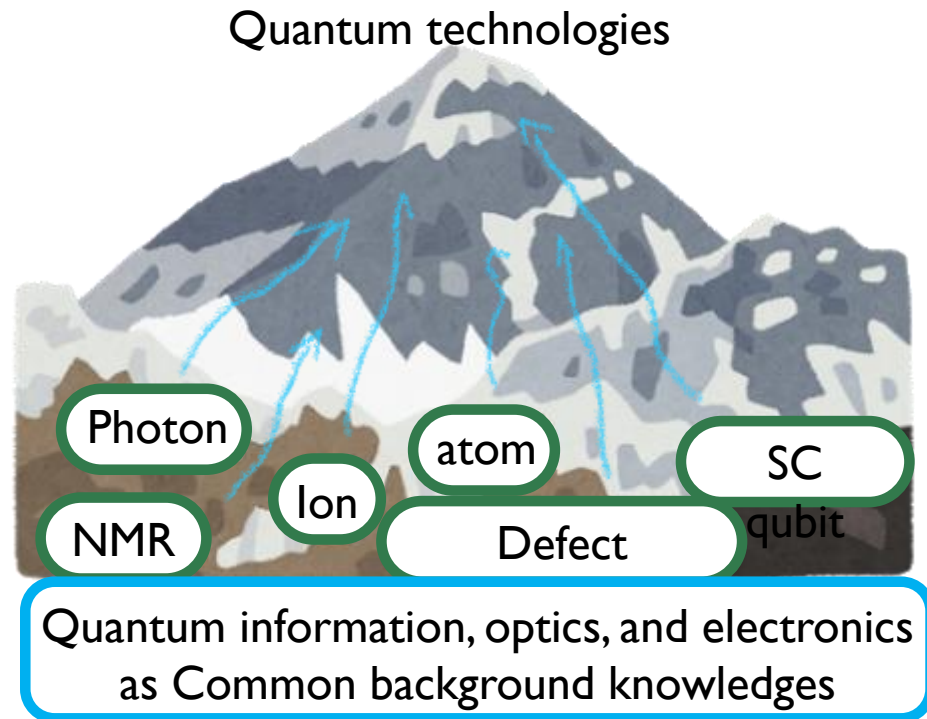 Quantum technologies
Photon
atom
SC
qubit
Ion
NMR
Defect
Quantum information, optics, and electronics
as Common background knowledges